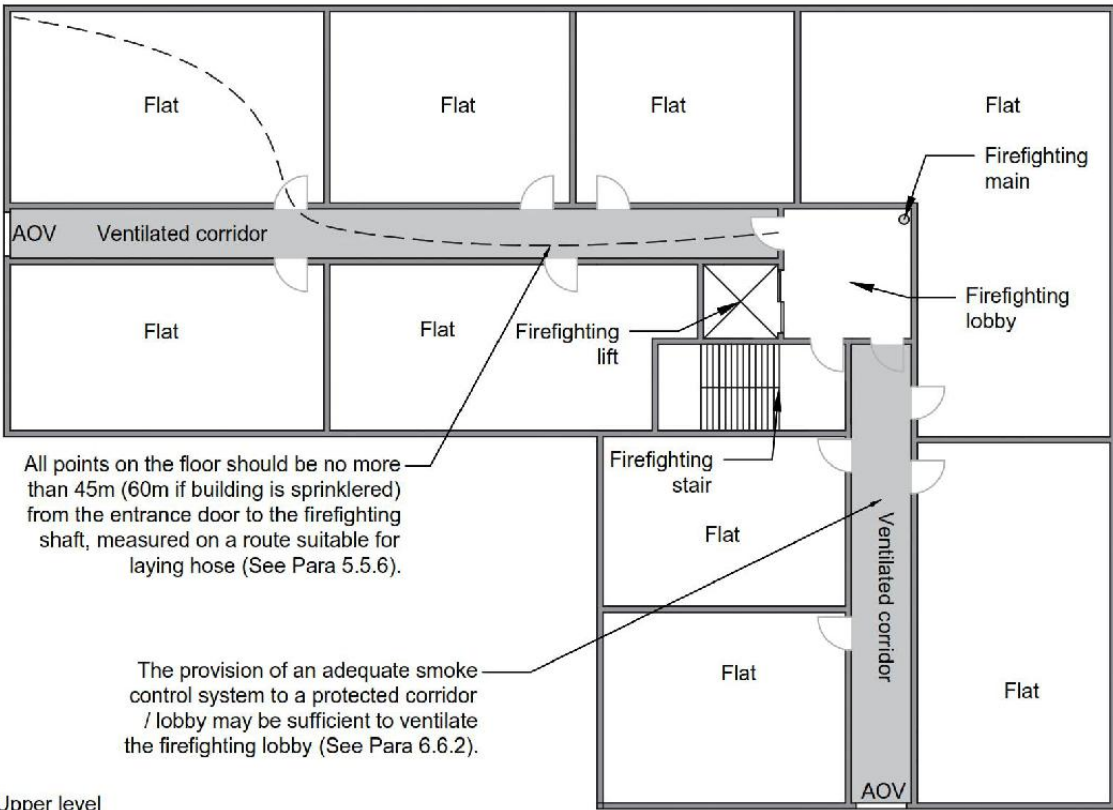 Flat
Flat
Flat
Flat
Firefighting
main
AOV
Ventilated corridor
Flat
Flat
Firefighting
lift
Firefighting
lobby
All points on the floor should be no more
than 45m (60m if building is sprinklered)
from the entrance door to the firefighting
shaft, measured on a route suitable for
laying hose (See Para 5.5.6).
Firefighting
stair
Flat
Ventilated corridor
The provision of an adequate smoke
control system to a protected corridor
/ lobby may be sufficient to ventilate
the firefighting lobby (See Para 6.6.2).
Flat
Flat
AOV
Upper level